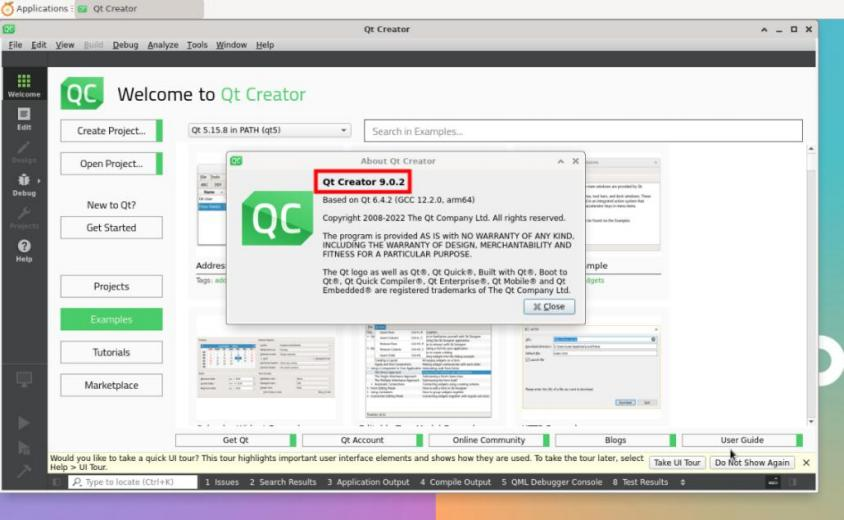 Applications
Qt Creator
Qt Creator
File Edit View Build Debug Analyze Tools Window Help
Welcome
QC
Welcome to Qt Creator
Edit
Create Project...
Qt 5.15.8 in PATH (qt5)
Search in Examples...
Design
Open Project...
About Qt Creator
Qt Creator 9.0.2
Debug
Based on Qt 6.4.2 (GCC 12.2.0, arm64)
New to Qt?
QC
Copyright 2008-2022 The Qt Company Ltd. All rights reserved.
Projects
Get Started
The program is provided AS IS with NO WARRANTY OF ANY KIND,
INCLUDING THE WARRANTY OF DESIGN, MERCHANTABILITY AND
FITNESS FOR A PARTICULAR PURPOSE.
Help
Addres
mple
The Qt logo as well as Qt®, Qt Quick®, Built with Qt®, Boot to
Qt®, Qt Quick Compiler®, Qt Enterprise®, Qt Mobile® and Qt
Embedded® are registered trademarks of The Qt Company Ltd.
Tags: add
dgets
Projects
Close
Examples
Tutorials
Marketplace
Get Qt
Qt Account
Online Community
Blogs
User Guide
Would you like to take a quick UI tour? This tour highlights important user interface elements and shows how they are used. To take the tour later, select
Help > UI Tour.
Take UI Tour
Do Not Show Again
Type to locate (Ctrl+K)
1 Issues 2 Search Results 3 Application Output 4 Compile Output 5 QML Debugger Console 8 Test Results